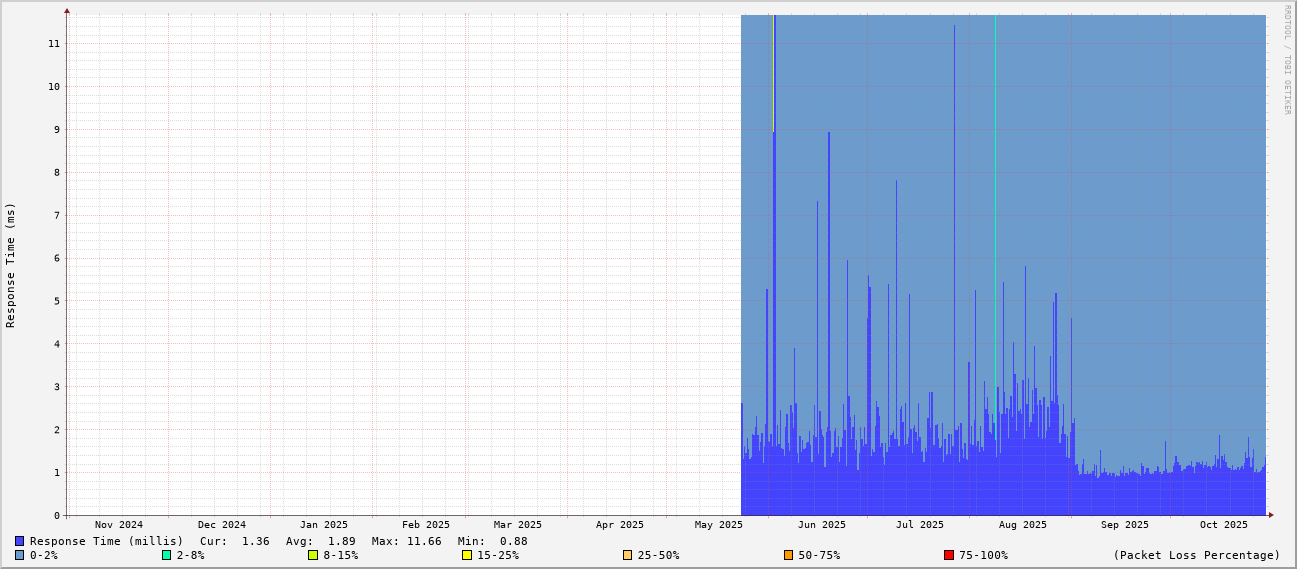 RRDTOOL / TOBI OETIKER
Response Time (ms)
11
10
9
8
7
6
5
4
3
2
1
0
Nov 2024 Dec 2024 Jan 2025 Feb 2025 Mar 2025 Apr 2025 May 2025 Jun 2025 Jul 2025 Aug 2025 Sep 2025 Oct 2025
Response Time (millis) Cur: 1.36 Avg: 1.89 Max: 11.66 Min: 0.88
0-2% 2-8% 8-15% 15-25% 25-50% 50-75% 75-100% (Packet Loss Percentage)